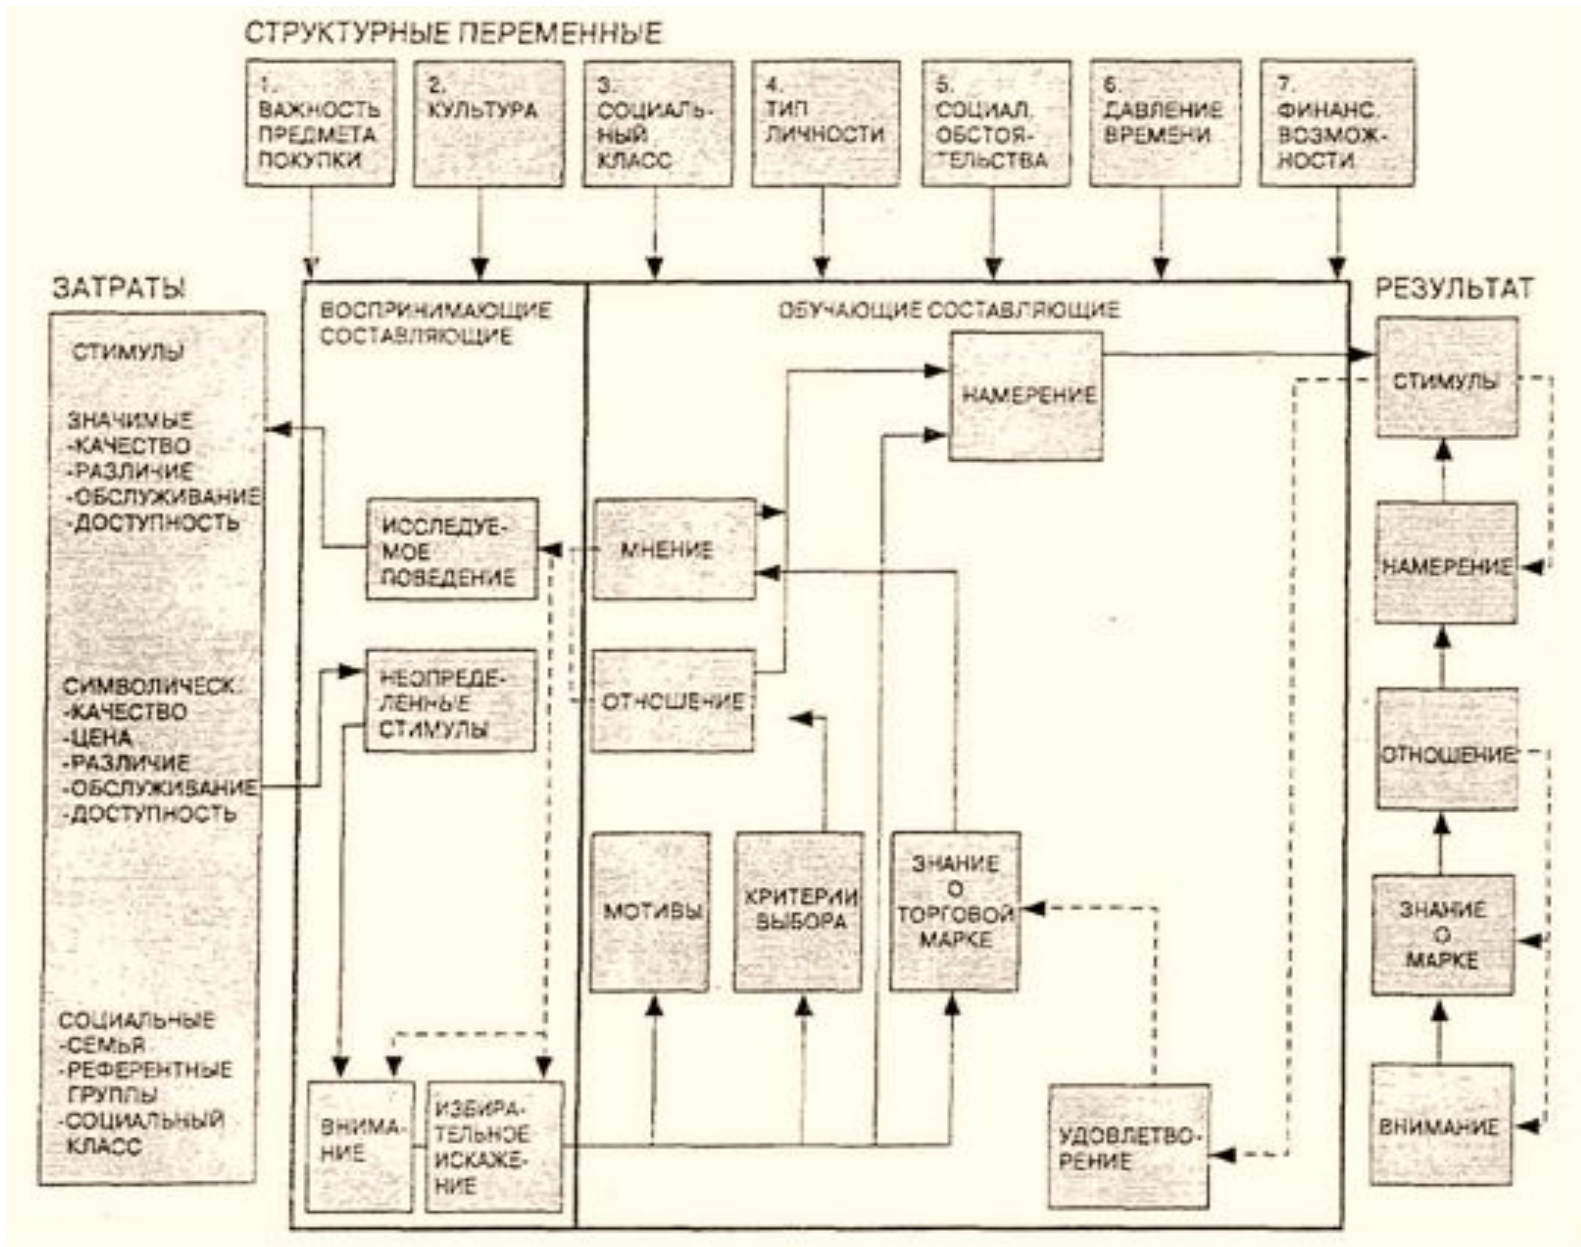 СТРУКТУРНЫЕ ПЕРЕМЕННЫЕ
1.
ВАЖНОСТЬ
ПРЕДМЕТА
ПОКУПКИ
2.
КУЛЬТУРА
3.
СОЦИАЛЬ-
НЫЙ
КЛАСС
4.
ТИП
ЛИЧНОСТИ
5.
СОЦИАЛ.
ОБСТОЯ-
ТЕЛЬСТВА
6.
ДАВЛЕНИЕ
ВРЕМЕНИ
7.
ФИНАНС.
ВОЗМОЖ-
НОСТИ
ЗАТРАТЫ
СТИМУЛЫ
ЗНАЧИМЫЕ
-КАЧЕСТВО
-РАЗЛИЧИЕ
-ОБСЛУЖИВАНИЕ
-ДОСТУПНОСТЬ
СИМВОЛИЧЕСК.
-КАЧЕСТВО
-ЦЕНА
-РАЗЛИЧИЕ
-ОБСЛУЖИВАНИЕ
-ДОСТУПНОСТЬ
СОЦИАЛЬНЫЕ
-СЕМЬЯ
-РЕФЕРЕНТНЫЕ
ГРУППЫ
-СОЦИАЛЬНЫЙ
КЛАСС
ВОСПРИНИМАЮЩИЕ
СОСТАВЛЯЮЩИЕ
ИССЛЕДУЕ-
МОЕ
ПОВЕДЕНИЕ
НЕОПРЕДЕ-
ЛЕННЫЕ
СТИМУЛЫ
ВНИМА-
НИЕ
ИЗБИРА-
ТЕЛЬНОЕ
ИСКАЖЕ-
НИЕ
ОБУЧАЮЩИЕ СОСТАВЛЯЮЩИЕ
НАМЕРЕНИЕ
МНЕНИЕ
ОТНОШЕНИЕ
МОТИВЫ
КРИТЕРИИ
ВЫБОРА
ЗНАНИЕ
О
ТОРГОВОЙ
МАРКЕ
УДОВЛЕТВО-
РЕНИЕ
РЕЗУЛЬТАТ
СТИМУЛЫ
НАМЕРЕНИЕ
ОТНОШЕНИЕ
ЗНАНИЕ
О
МАРКЕ
ВНИМАНИЕ